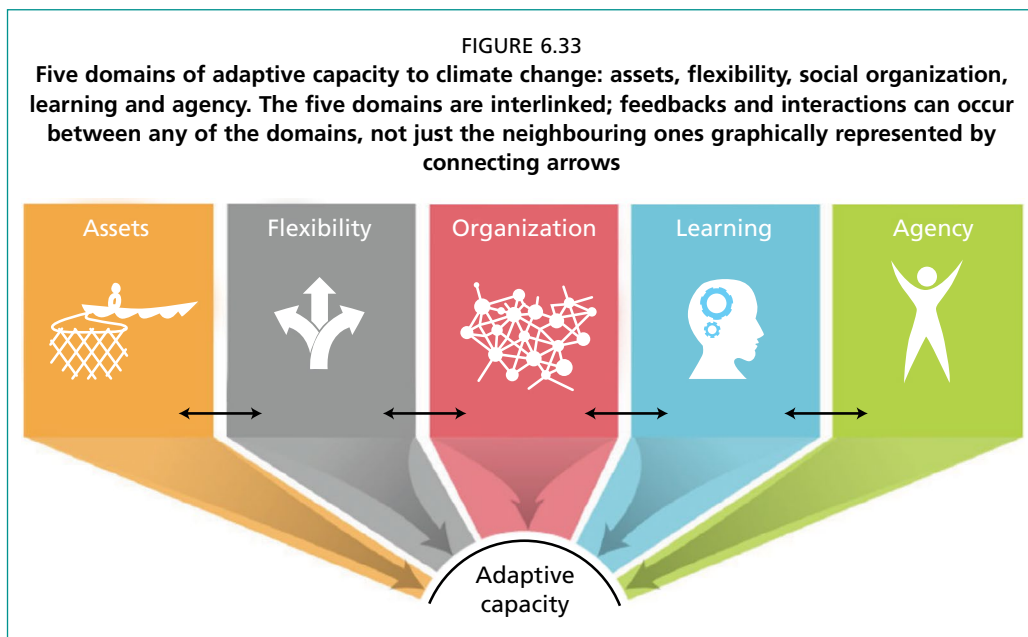 FIGURE 6.33
Five domains of adaptive capacity to climate change: assets, flexibility, social organization,
learning and agency. The five domains are interlinked; feedbacks and interactions can occur
between any of the domains, not just the neighbouring ones graphically represented by
connecting arrows
Assets
Flexibility
Organization
Learning
Agency
Adaptive
capacity